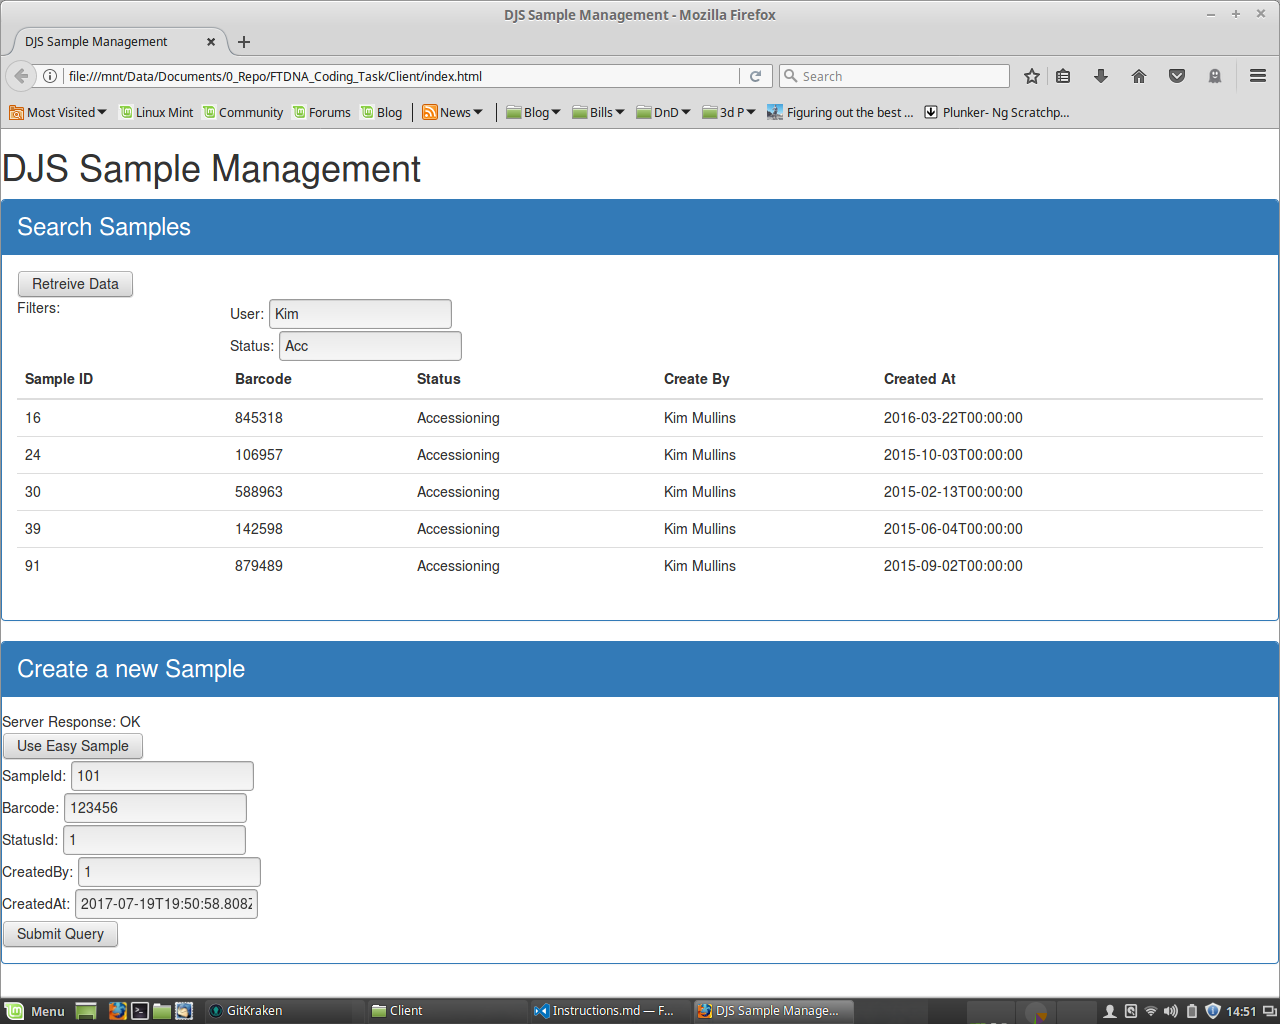 DJS Sample Management - Mozilla Firefox
DJS Sample Management
file:///mnt/Data/Documents/0_Repo/FTDNA_Coding_Task/Client/index.html
Search
Most Visited Linux Mint Community Forums Blog News Blog Bills DnD 3d P Figuring out the best ... Plunker- Ng Scratchp...
DJS Sample Management
Search Samples
Retreive Data
Filters:
User: Kim
Status: Acc
Sample ID Barcode Status Create By Created At
16 845318 Accessioning Kim Mullins 2016-03-22T00:00:00
24 106957 Accessioning Kim Mullins 2015-10-03T00:00:00
30 588963 Accessioning Kim Mullins 2015-02-13T00:00:00
39 142598 Accessioning Kim Mullins 2015-06-04T00:00:00
91 879489 Accessioning Kim Mullins 2015-09-02T00:00:00
Create a new Sample
Server Response: OK
Use Easy Sample
SampleId: 101
Barcode: 123456
StatusId: 1
CreatedBy: 1
CreatedAt: 2017-07-19T19:50:58.808Z
Submit Query
Menu GitKraken Client Instructions.md — F... DJS Sample Manage... 14:51